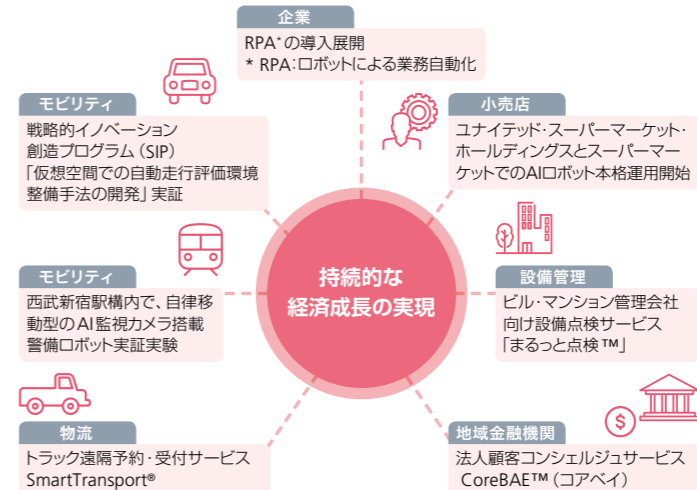 企業
RPA*の導入展開
* RPA:ロボットによる業務自動化
モビリティ
戦略的イノベーション
創造プログラム(SIP)
「仮想空間での自動走行評価環境
整備手法の開発」実証
小売店
ユナイテッド・スーパーマーケット・
ホールディングスとスーパーマー
ケットでのAIロボット本格運用開始
持続的な
経済成長の実現
モビリティ
西武新宿駅構内で、自律移
動型のAI監視カメラ搭載
警備ロボット実証実験
設備管理
ビル・マンション管理会社
向け設備点検サービス
「まるっと点検™」
物流
トラック遠隔予約・受付サービス
SmartTransport®
$
地域金融機関
法人顧客コンシェルジュサービス
CoreBAE™(コアベイ)